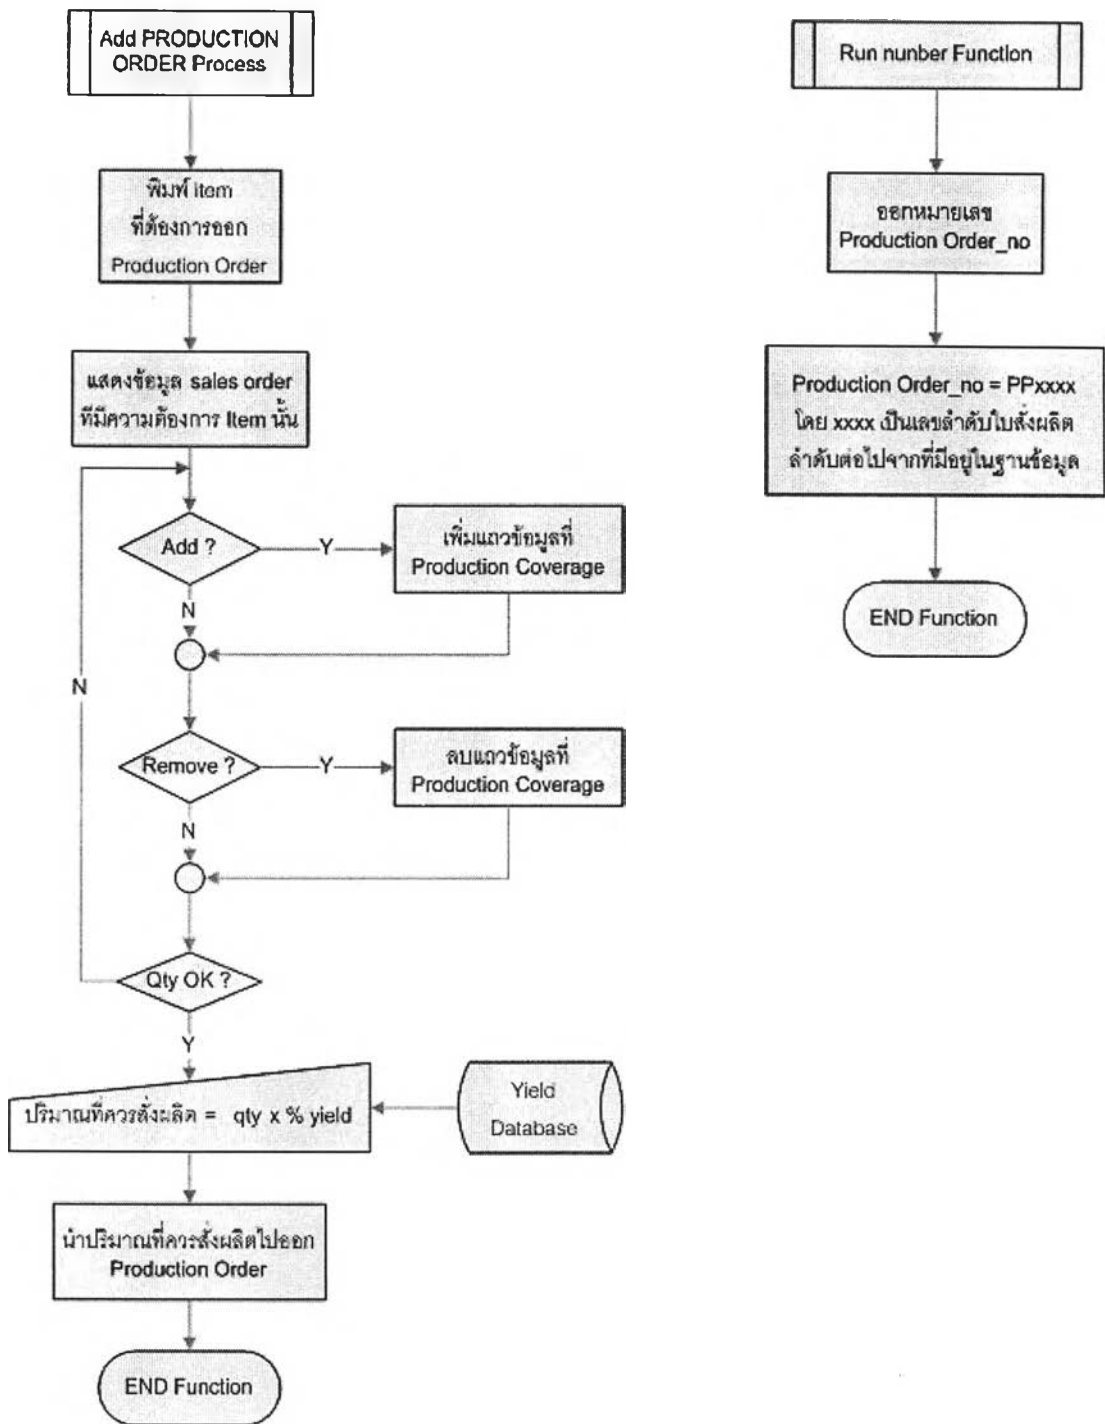 Add PRODUCTION
ORDER Process
พิมพ์ item
ที่ต้องการออก
Production Order
แสดงข้อมูล sales order
ที่มีความต้องการ Item นั้น
Add ?
Y
เพิ่มแถวข้อมูลที่
Production Coverage
N
N
Remove ?
Y
ลบแถวข้อมูลที่
Production Coverage
N
Qty OK ?
Y
ปริมาณที่ควรสั่งผลิต = qty x % yield
Yield
Database
นำปริมาณที่ควรสั่งผลิตไปออก
Production Order
END Function
Run nunber Function
ออกหมายเลข
Production Order_no
Production Order_no = PPxxxx
โดย xxxx เป็นเลขลำดับใบสั่งผลิต
ลำดับต่อไปจากที่มีอยู่ในฐานข้อมูล
END Function